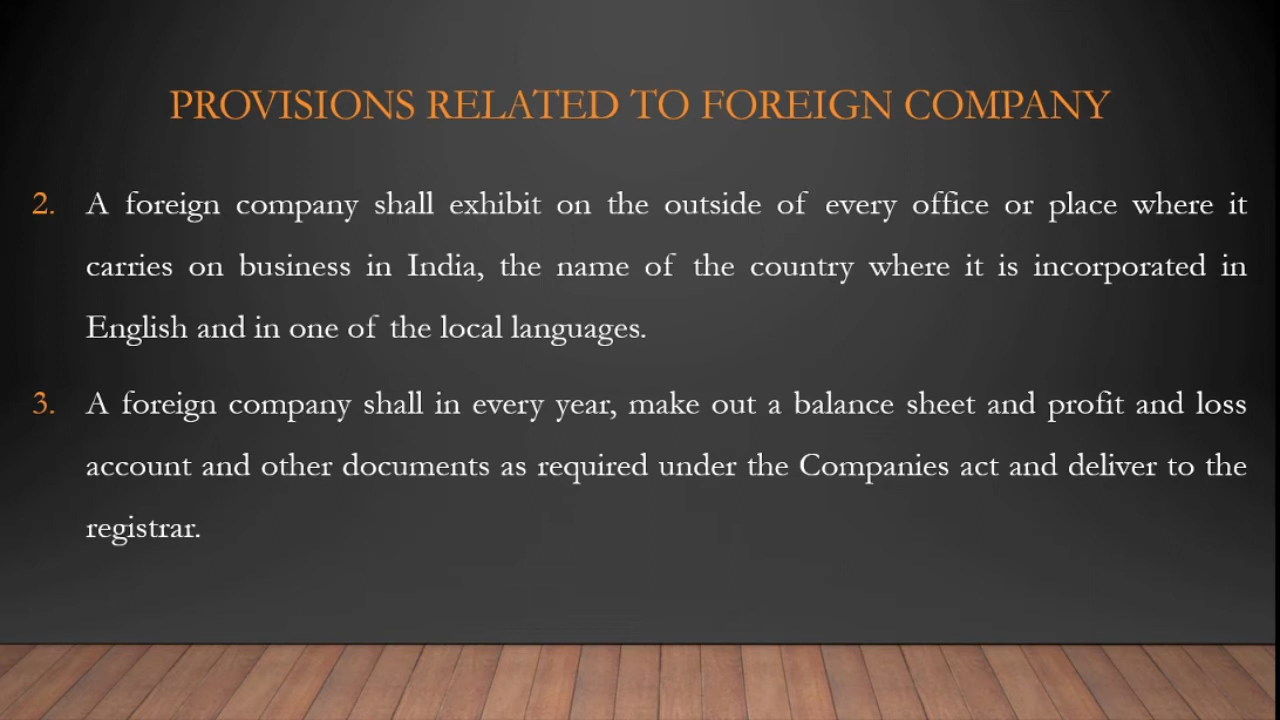 PROVISIONS RELATED TO FOREIGN COMPANY
2. A foreign company shall exhibit on the outside of every office or place where it
carries on business in India, the name of the country where it is incorporated in
English and in one of the local languages.
3. A foreign company shall in every year, make out a balance sheet and profit and loss
account and other documents as required under the Companies act and deliver to the
registrar.